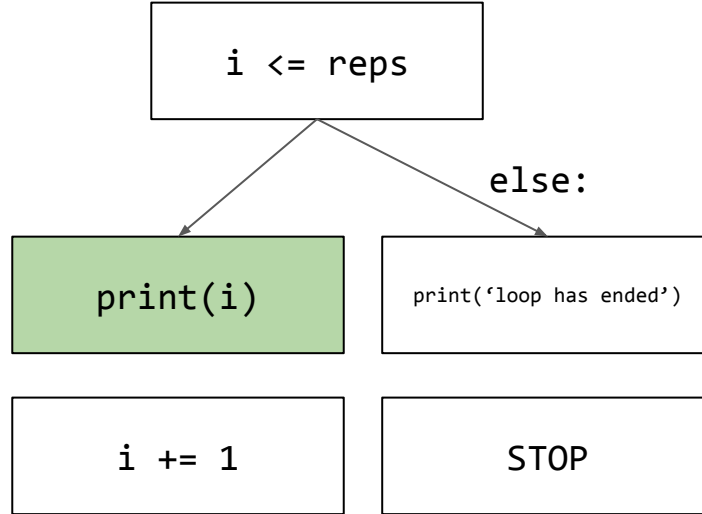 i <= reps
else:
print(i)
print(‘loop has ended’)
i += 1
STOP